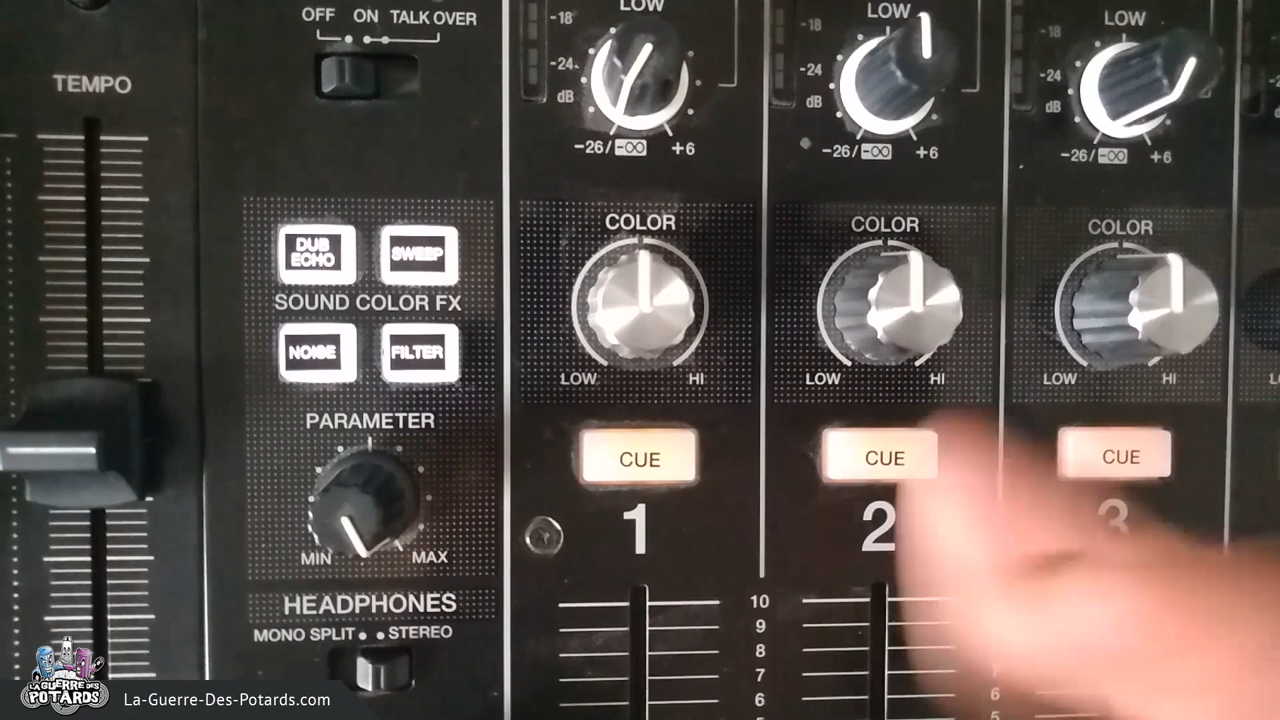 OFF ON TALK OVER
TEMPO
LOW
-18
-24
dB
-26/-∞ +6
LOW
-18
-24
dB
-26/-∞ +6
LOW
-18
-24
dB
-26/-∞ +6
DUB ECHO
SWEEP
SOUND COLOR FX
NOISE
FILTER
PARAMETER
MIN MAX
HEADPHONES
MONO SPLIT • • STEREO
COLOR
LOW HI
CUE
1
COLOR
LOW HI
CUE
2
COLOR
LOW HI
CUE
3
10
9
8
7
6
5
6
5
LA GUERRE DES
POTARDS
La-Guerre-Des-Potards.com